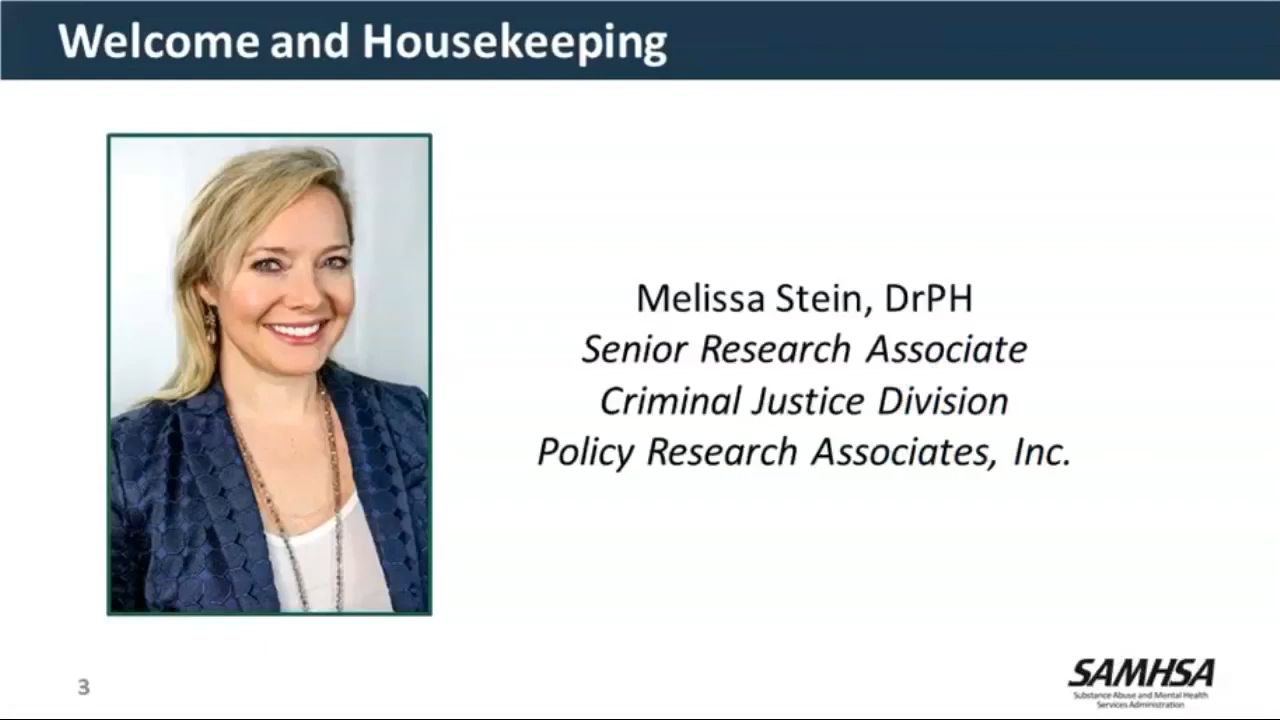 Welcome and Housekeeping
Melissa Stein, DrPH
Senior Research Associate
Criminal Justice Division
Policy Research Associates, Inc.
3
SAMHSA
Substance Abuse and Mental Health
Services Administration